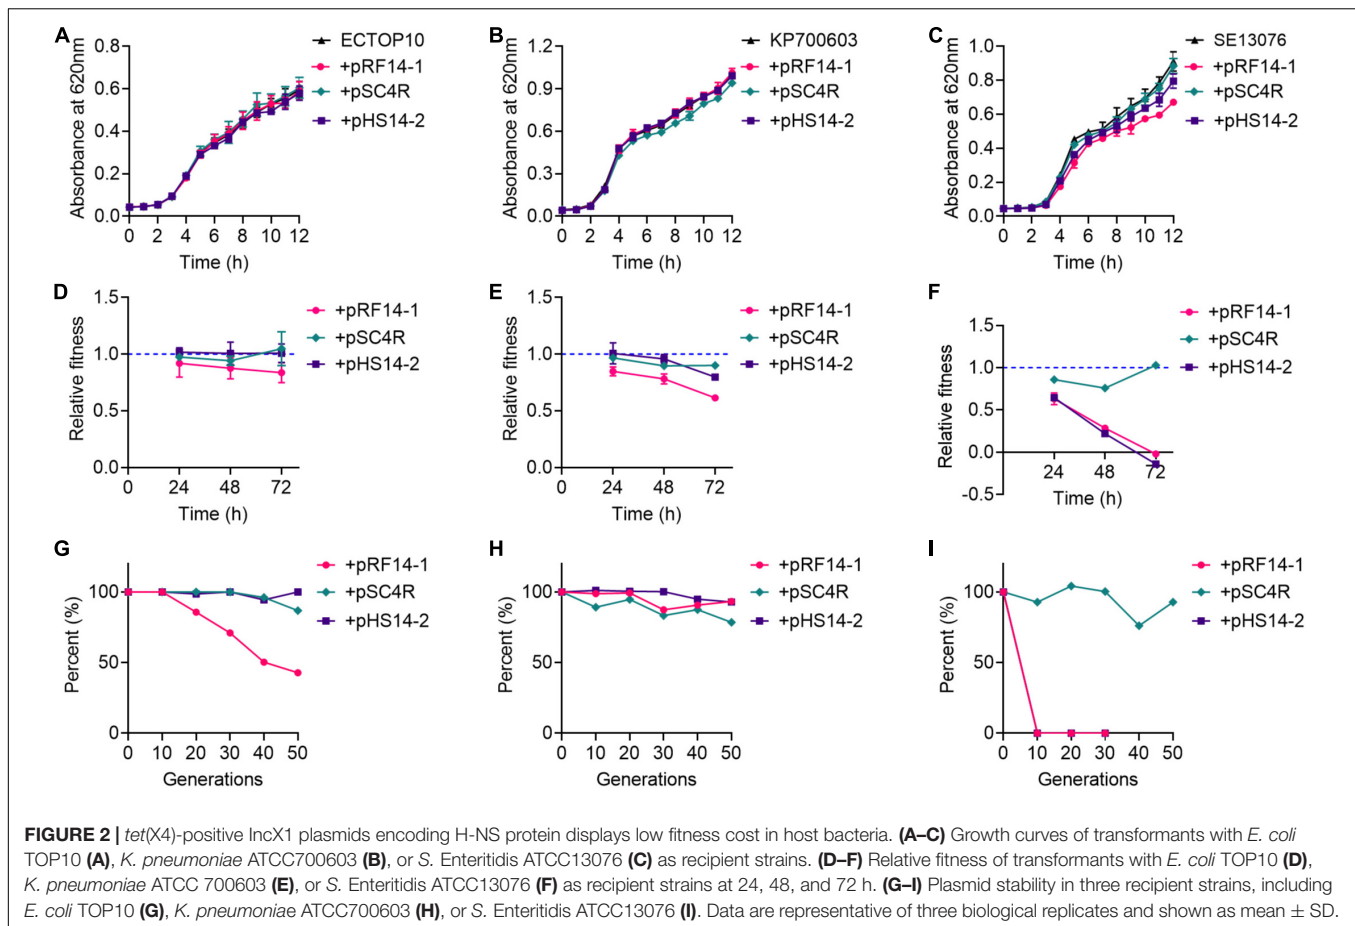 A
Absorbance at 620nm
0.8
0.6
0.4
0.2
0.0
0 2 4 6 8 10 12
Time (h)
ECTOP10
+pRF14-1
+pSC4R
+pHS14-2
B
Absorbance at 620nm
1.2
0.9
0.6
0.3
0.0
0 2 4 6 8 10 12
Time (h)
KP700603
+pRF14-1
+pSC4R
+pHS14-2
C
Absorbance at 620nm
1.0
0.8
0.6
0.4
0.2
0.0
0 2 4 6 8 10 12
Time (h)
SE13076
+pRF14-1
+pSC4R
+pHS14-2
D
Relative fitness
1.5
1.0
0.5
0.0
0 24 48 72
Time (h)
+pRF14-1
+pSC4R
+pHS14-2
E
Relative fitness
1.5
1.0
0.5
0.0
0 24 48 72
Time (h)
+pRF14-1
+pSC4R
+pHS14-2
F
Relative fitness
1.5
1.0
0.5
0.0
-0.5
24 48 72
Time (h)
+pRF14-1
+pSC4R
+pHS14-2
G
Percent (%)
100
50
0
0 10 20 30 40 50
Generations
+pRF14-1
+pSC4R
+pHS14-2
H
Percent (%)
100
50
0
0 10 20 30 40 50
Generations
+pRF14-1
+pSC4R
+pHS14-2
I
Percent (%)
100
50
0
0 10 20 30 40 50
Generations
+pRF14-1
+pSC4R
+pHS14-2
FIGURE 2 | tet(X4)-positive IncX1 plasmids encoding H-NS protein displays low fitness cost in host bacteria. (A–C) Growth curves of transformants with E. coli
TOP10 (A), K. pneumoniae ATCC700603 (B), or S. Enteritidis ATCC13076 (C) as recipient strains. (D–F) Relative fitness of transformants with E. coli TOP10 (D),
K. pneumoniae ATCC 700603 (E), or S. Enteritidis ATCC13076 (F) as recipient strains at 24, 48, and 72 h. (G–I) Plasmid stability in three recipient strains, including
E. coli TOP10 (G), K. pneumoniae ATCC700603 (H), or S. Enteritidis ATCC13076 (I). Data are representative of three biological replicates and shown as mean ± SD.